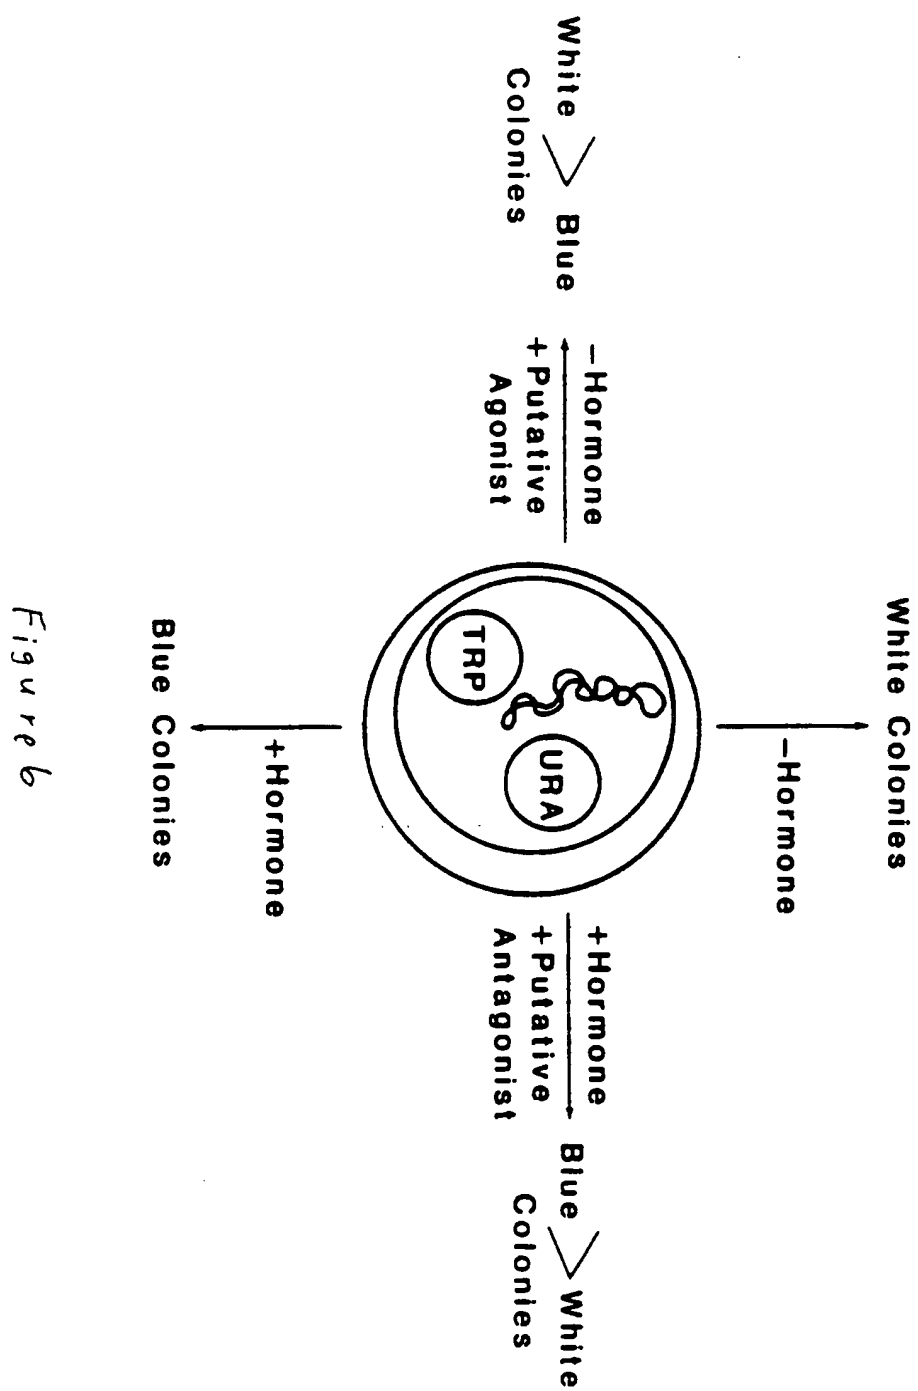 White Colonies
−Hormone
White > Blue
Colonies
−Hormone
+Putative
Agonist
TRP
URA
+Hormone
+Putative
Antagonist
Blue > White
Colonies
+Hormone
Blue Colonies
Figure 6